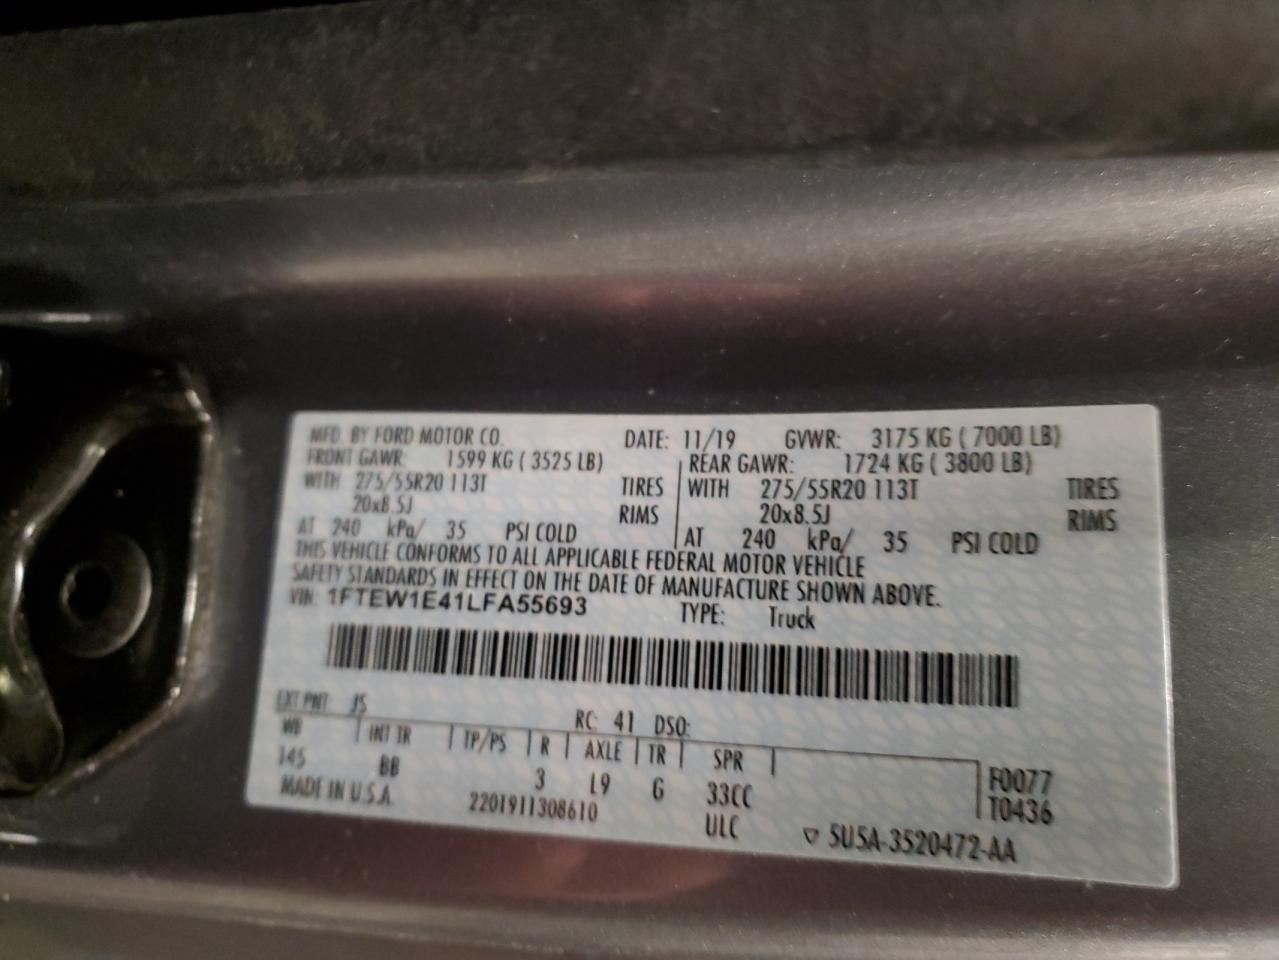 MFD. BY FORD MOTOR CO. DATE: 11/19 GVWR: 3175 KG ( 7000 LB)
FRONT GAWR: 1599 KG ( 3525 LB) REAR GAWR: 1724 KG ( 3800 LB)
WITH 275/55R20 113T TIRES WITH 275/55R20 113T TIRES
20x8.5J RIMS 20x8.5J RIMS
AT 240 kPa/ 35 PSI COLD AT 240 kPa/ 35 PSI COLD
THIS VEHICLE CONFORMS TO ALL APPLICABLE FEDERAL MOTOR VEHICLE
SAFETY STANDARDS IN EFFECT ON THE DATE OF MANUFACTURE SHOWN ABOVE.
VIN: 1FTEW1E41LFA55693 TYPE: Truck
EXT PNT: JS RC: 41 DSO:
WB INT TR TP/PS R AXLE TR SPR
145 BB 3 L9 G 33CC F0077
MADE IN U.S.A. 2201911308610 ULC T0436
▽ 5U5A-3520472-AA